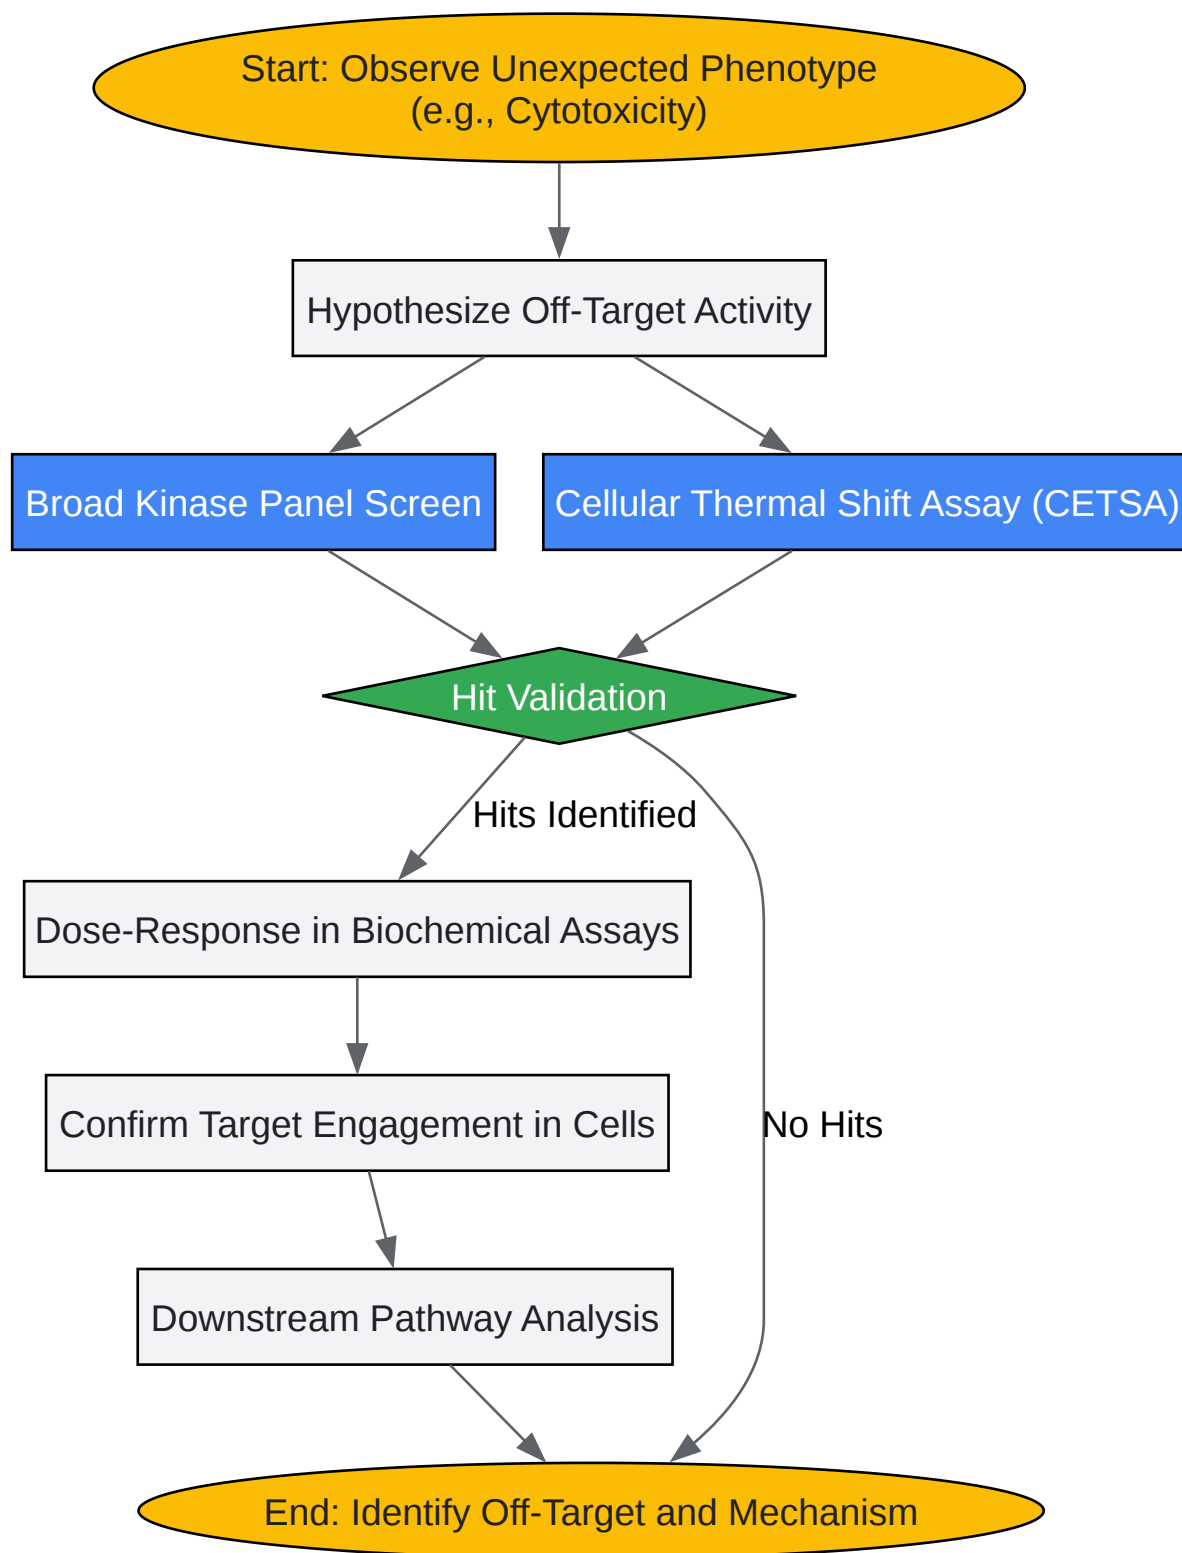 Start: Observe Unexpected Phenotype
(e.g., Cytotoxicity)
Hypothesize Off-Target Activity
Broad Kinase Panel Screen
Cellular Thermal Shift Assay (CETSA)
Hit Validation
Hits Identified
Dose-Response in Biochemical Assays
Confirm Target Engagement in Cells
No Hits
Downstream Pathway Analysis
End: Identify Off-Target and Mechanism